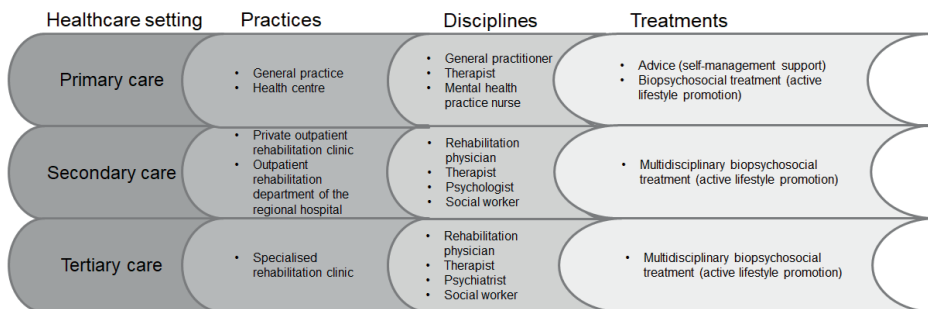 Healthcare setting Practices Disciplines Treatments
Primary care
• General practice
• Health centre
• General practitioner
• Therapist
• Mental health
practice nurse
• Advice (self-management support)
• Biopsychosocial treatment (active
lifestyle promotion)
Secondary care
• Private outpatient
rehabilitation clinic
• Outpatient
rehabilitation
department of the
regional hospital
• Rehabilitation
physician
• Therapist
• Psychologist
• Social worker
• Multidisciplinary biopsychosocial
treatment (active lifestyle promotion)
Tertiary care
• Specialised
rehabilitation clinic
• Rehabilitation
physician
• Therapist
• Psychiatrist
• Social worker
• Multidisciplinary biopsychosocial
treatment (active lifestyle promotion)